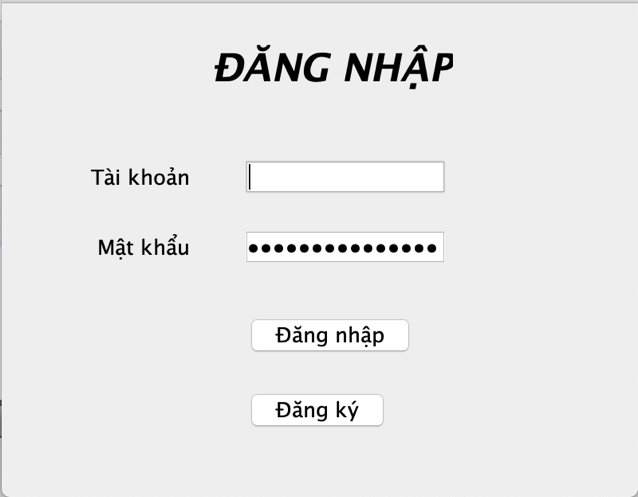 ĐĂNG NHẬP
Tài khoản
Mật khẩu ●●●●●●●●●●●●●●●
Đăng nhập
Đăng ký